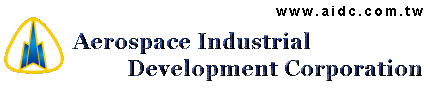 www.aidc.com.tw
Aerospace Industrial
Development Corporation